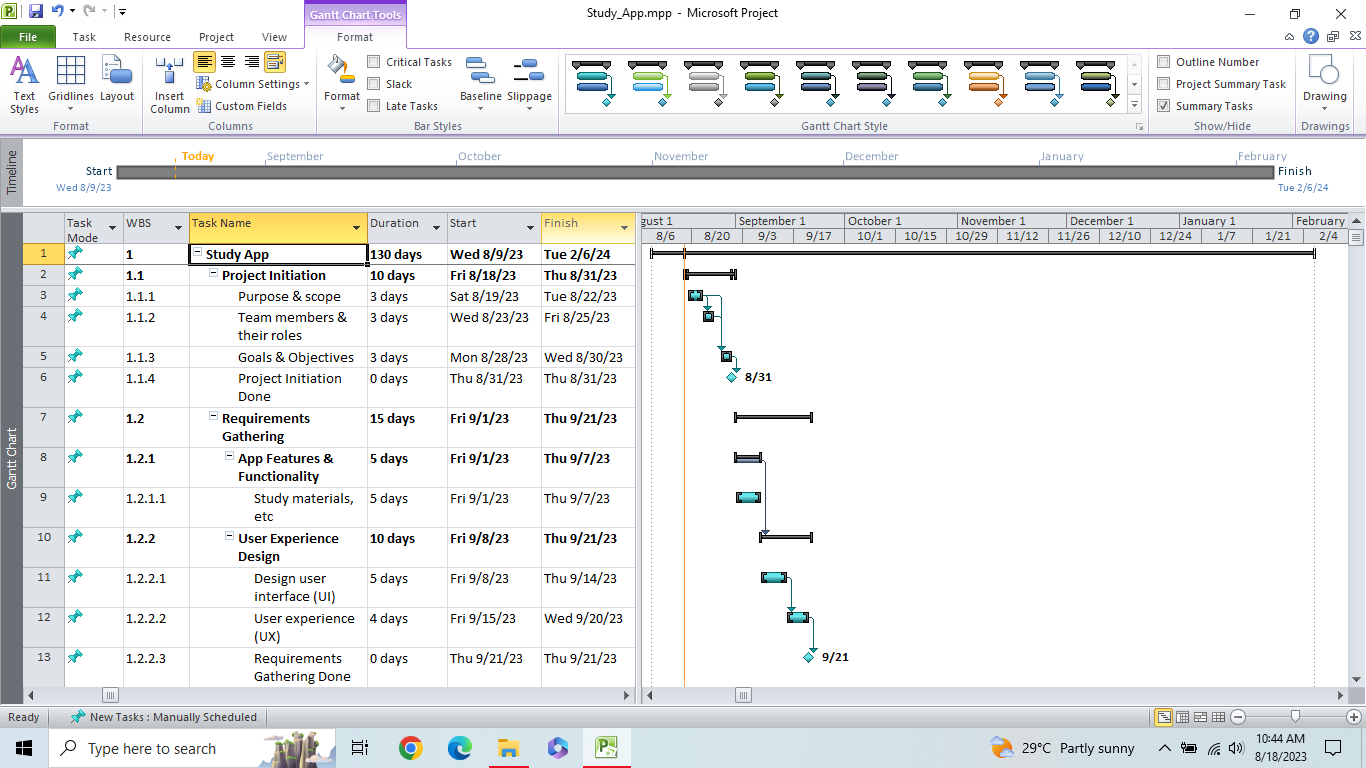 Gantt Chart Tools
Study_App.mpp - Microsoft Project
File Task Resource Project View Format
Text Styles
Gridlines
Layout
Format
Insert Column
Column Settings
Custom Fields
Columns
Format
Critical Tasks
Slack
Late Tasks
Baseline
Slippage
Bar Styles
Gantt Chart Style
Outline Number
Project Summary Task
Summary Tasks
Show/Hide
Drawing
Drawings
Timeline
Today September October November December January February
Start
Wed 8/9/23
Finish
Tue 2/6/24
Gantt Chart
Task Mode WBS Task Name Duration Start Finish
gust 1 September 1 October 1 November 1 December 1 January 1 February
8/6 8/20 9/3 9/17 10/1 10/15 10/29 11/12 11/26 12/10 12/24 1/7 1/21 2/4
1 1 Study App 130 days Wed 8/9/23 Tue 2/6/24
2 1.1 Project Initiation 10 days Fri 8/18/23 Thu 8/31/23
3 1.1.1 Purpose & scope 3 days Sat 8/19/23 Tue 8/22/23
4 1.1.2 Team members & 3 days Wed 8/23/23 Fri 8/25/23
their roles
5 1.1.3 Goals & Objectives 3 days Mon 8/28/23 Wed 8/30/23
6 1.1.4 Project Initiation 0 days Thu 8/31/23 Thu 8/31/23 8/31
Done
7 1.2 Requirements 15 days Fri 9/1/23 Thu 9/21/23
Gathering
8 1.2.1 App Features & 5 days Fri 9/1/23 Thu 9/7/23
Functionality
9 1.2.1.1 Study materials, 5 days Fri 9/1/23 Thu 9/7/23
etc
10 1.2.2 User Experience 10 days Fri 9/8/23 Thu 9/21/23
Design
11 1.2.2.1 Design user 5 days Fri 9/8/23 Thu 9/14/23
interface (UI)
12 1.2.2.2 User experience 4 days Fri 9/15/23 Wed 9/20/23
(UX)
13 1.2.2.3 Requirements 0 days Thu 9/21/23 Thu 9/21/23 9/21
Gathering Done
Ready New Tasks : Manually Scheduled
Type here to search
29°C Partly sunny
10:44 AM
8/18/2023